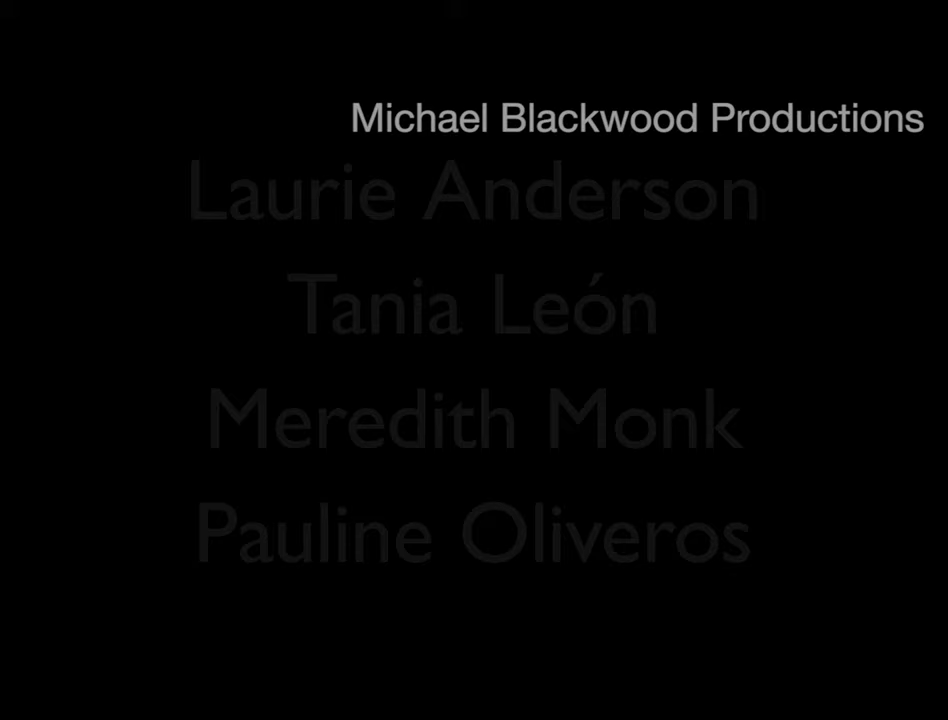 Michael Blackwood Productions
Laurie Anderson
Tania León
Meredith Monk
Pauline Oliveros